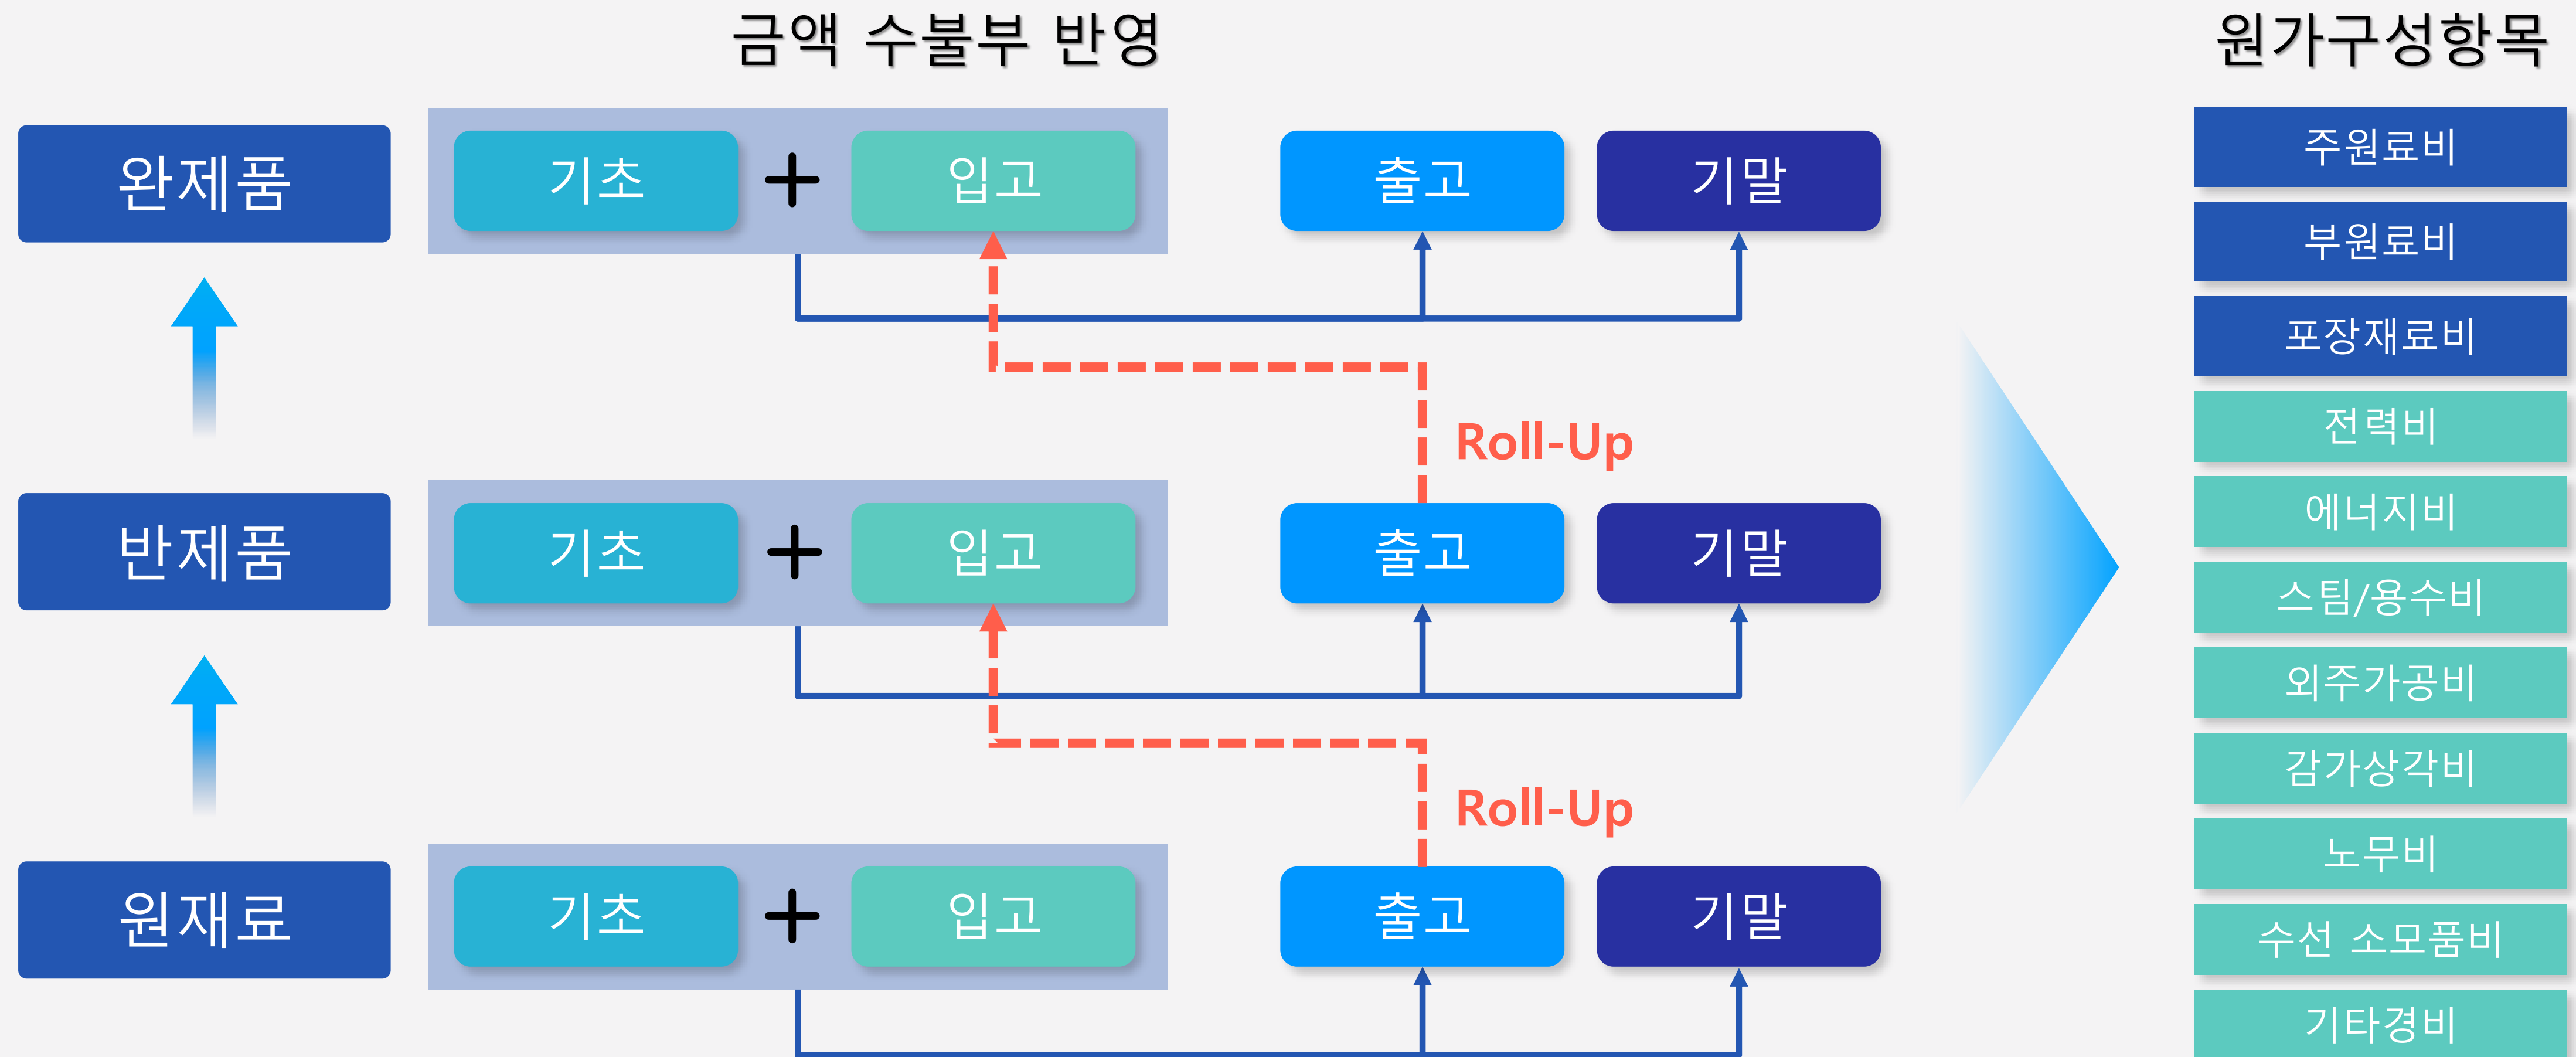 금액 수불부 반영
원가구성항목
완제품
기초 + 입고
출고
기말
Roll-Up
반제품
기초 + 입고
출고
기말
Roll-Up
원재료
기초 + 입고
출고
기말
주원료비
부원료비
포장재료비
전력비
에너지비
스팀/용수비
외주가공비
감가상각비
노무비
수선 소모품비
기타경비